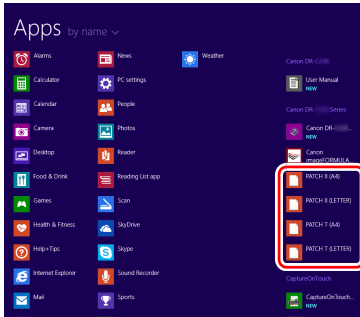 Apps by name
Alarms
Calculator
Calendar
Camera
Desktop
Food & Drink
Games
Health & Fitness
Help+Tips
Internet Explorer
Mail
News
PC settings
People
Photos
Reader
Reading List app
Scan
SkyDrive
Skype
Sound Recorder
Sports
Weather
Canon DR-
User Manual
NEW
Canon DR- Series
Canon DR- ...
NEW
Canon
imageFORMULA...
PATCH II (A4)
PATCH II (LETTER)
PATCH T (A4)
PATCH T (LETTER)
CaptureOnTouch
CaptureOnTouch...
NEW